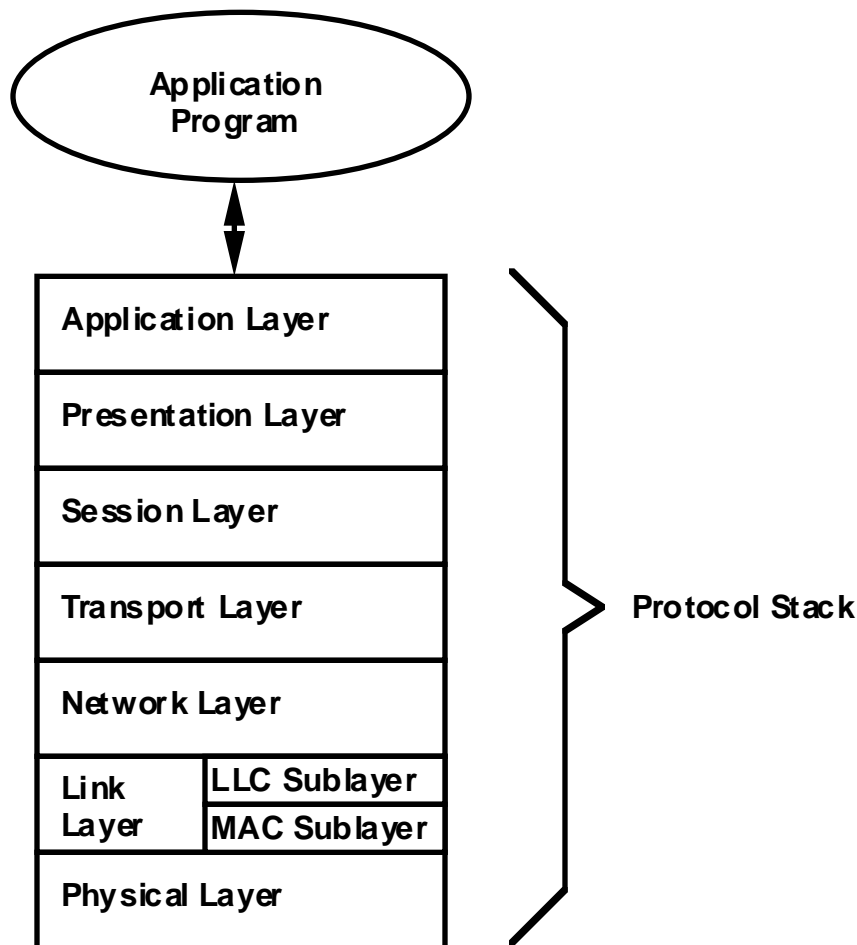 Application
Program
Application Layer
Presentation Layer
Session Layer
Transport Layer
Protocol Stack
Network Layer
Link
Layer
LLC Sublayer
MAC Sublayer
Physical Layer